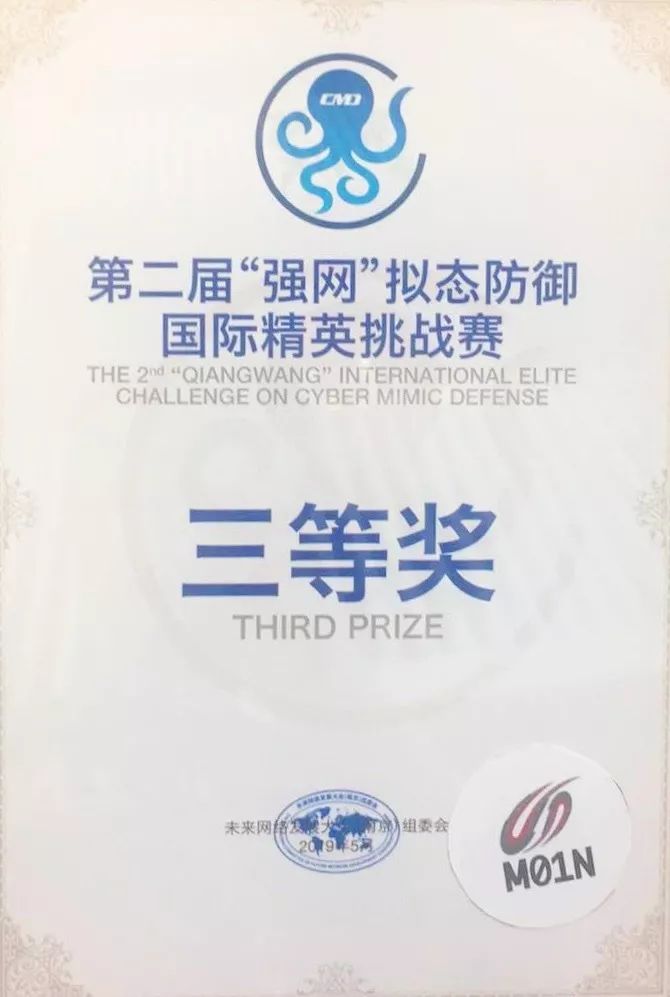 CMD
第二届“强网”拟态防御
国际精英挑战赛
THE 2nd “QIANGWANG” INTERNATIONAL ELITE
CHALLENGE ON CYBER MIMIC DEFENSE
三等奖
THIRD PRIZE
未来网络发展大会(南京)组委会
2019年5月
M01N